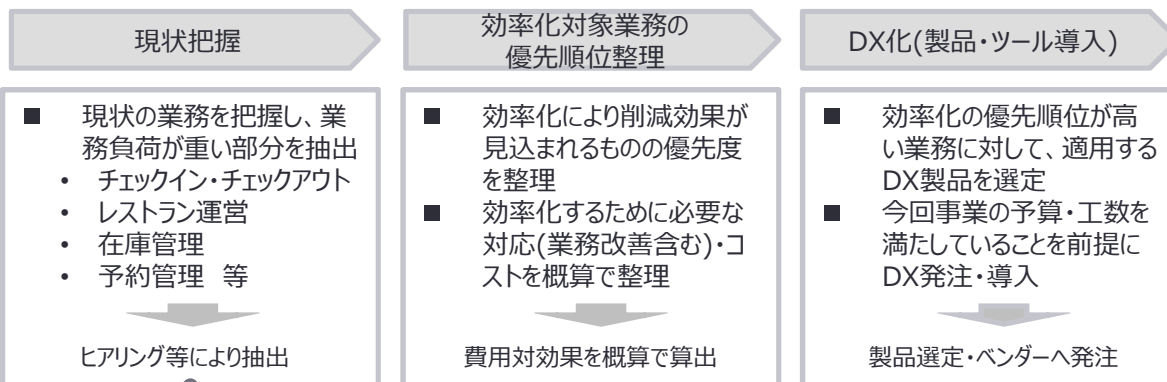 現状把握
効率化対象業務の
優先順位整理
DX化(製品・ツール導入)
■ 現状の業務を把握し、業
務負荷が重い部分を抽出
• チェックイン・チェックアウト
• レストラン運営
• 在庫管理
• 予約管理 等
ヒアリング等により抽出
■ 効率化により削減効果が
見込まれるものの優先度
を整理
■ 効率化するために必要な
対応(業務改善含む)・コ
ストを概算で整理
費用対効果を概算で算出
■ 効率化の優先順位が高
い業務に対して、適用する
DX製品を選定
■ 今回事業の予算・工数を
満たしていることを前提に
DX発注・導入
製品選定・ベンダーへ発注